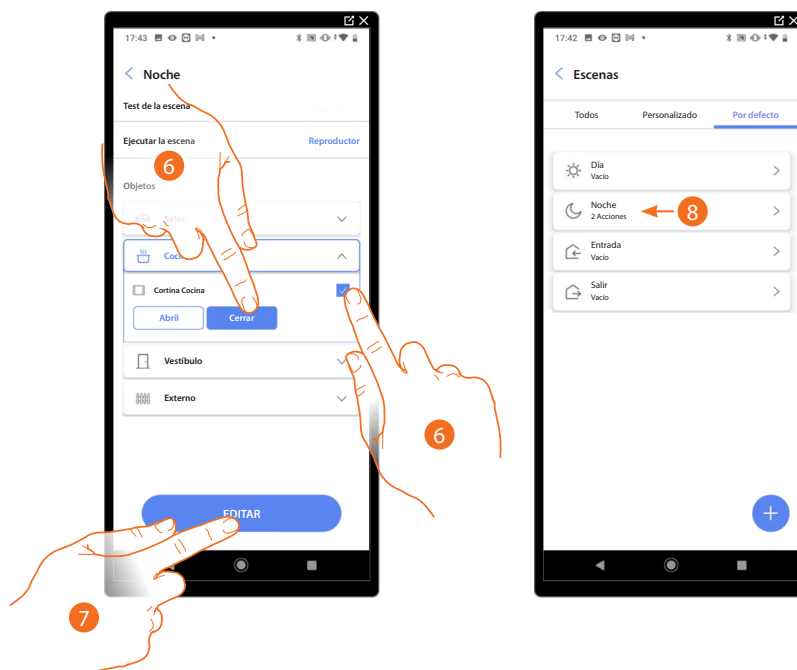 17:43
Noche
Test de la escena
Ejecutar la escena
Reproductor
6
Objetos
Salón
Cortina Cocina
Abril
Cerrar
Vestíbulo
Externo
6
EDITAR
7
17:42
Escenas
Todos
Personalizado
Por defecto
Día
Vacío
Noche
2 Acciones
8
Entrada
Vacío
Salir
Vacío